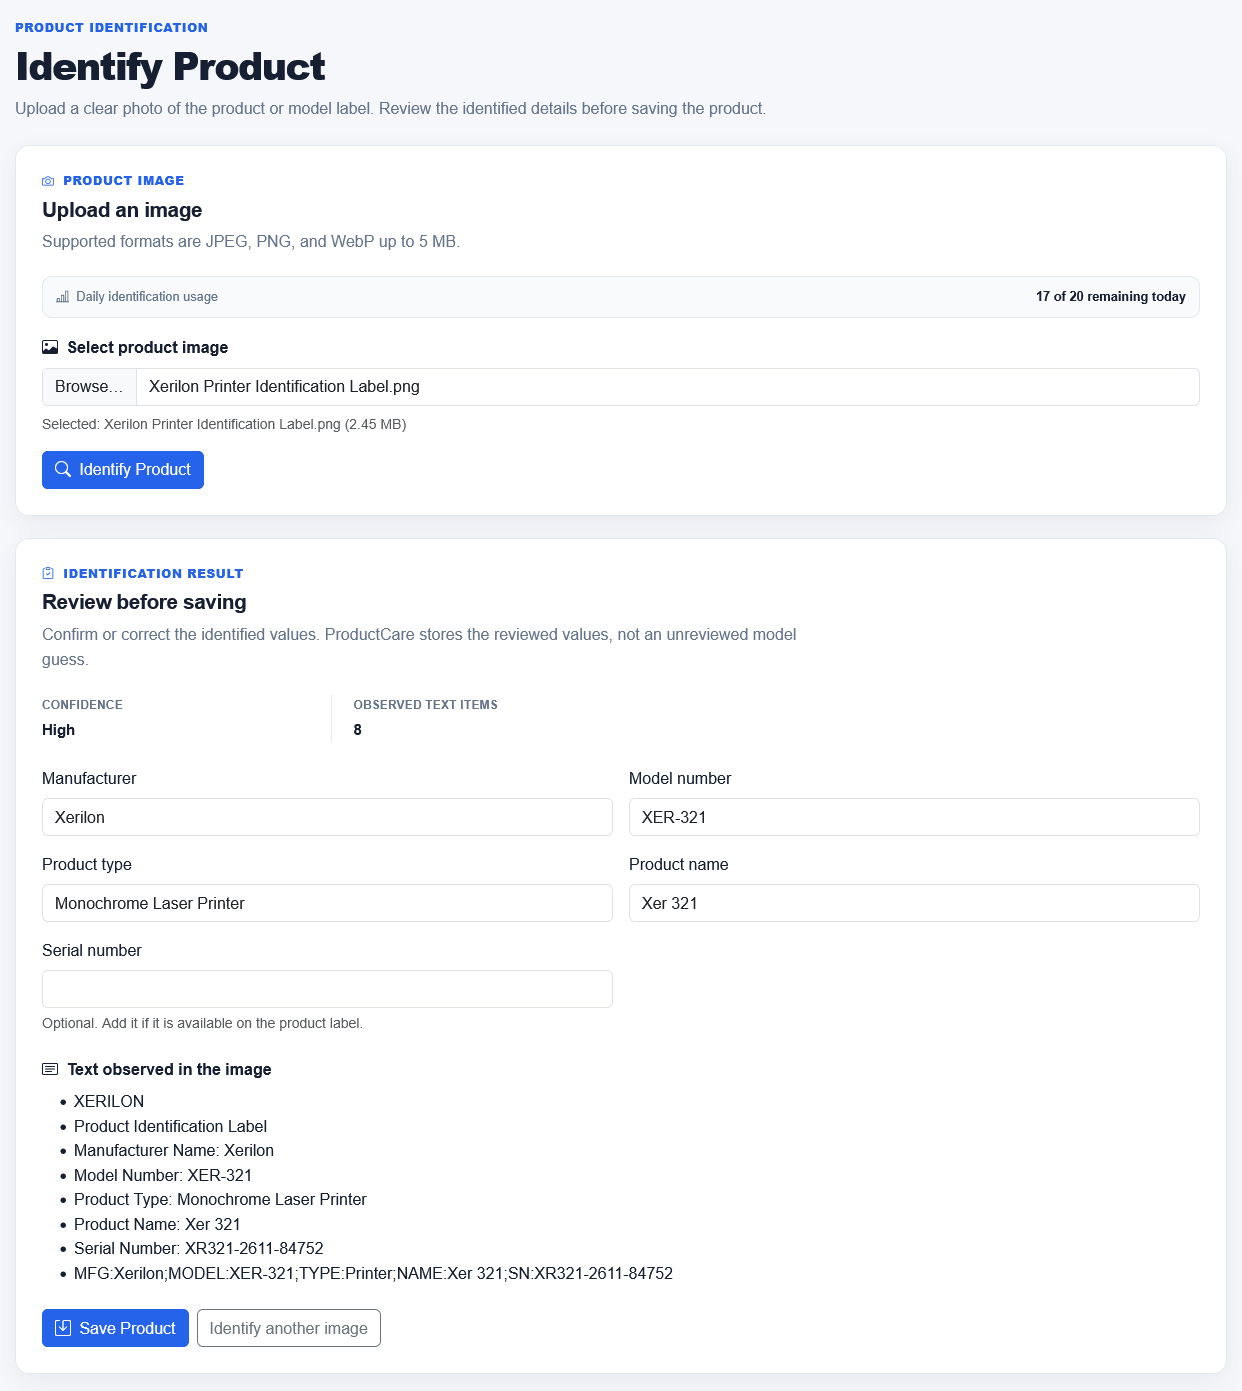 PRODUCT IDENTIFICATION
Identify Product
Upload a clear photo of the product or model label. Review the identified details before saving the product.
PRODUCT IMAGE
Upload an image
Supported formats are JPEG, PNG, and WebP up to 5 MB.
Daily identification usage 17 of 20 remaining today
Select product image
Browse... Xerilon Printer Identification Label.png
Selected: Xerilon Printer Identification Label.png (2.45 MB)
Identify Product
IDENTIFICATION RESULT
Review before saving
Confirm or correct the identified values. ProductCare stores the reviewed values, not an unreviewed model
guess.
CONFIDENCE OBSERVED TEXT ITEMS
High 8
Manufacturer Model number
Xerilon XER-321
Product type Product name
Monochrome Laser Printer Xer 321
Serial number
Optional. Add it if it is available on the product label.
Text observed in the image
• XERILON
• Product Identification Label
• Manufacturer Name: Xerilon
• Model Number: XER-321
• Product Type: Monochrome Laser Printer
• Product Name: Xer 321
• Serial Number: XR321-2611-84752
• MFG:Xerilon;MODEL:XER-321;TYPE:Printer;NAME:Xer 321;SN:XR321-2611-84752
Save Product Identify another image